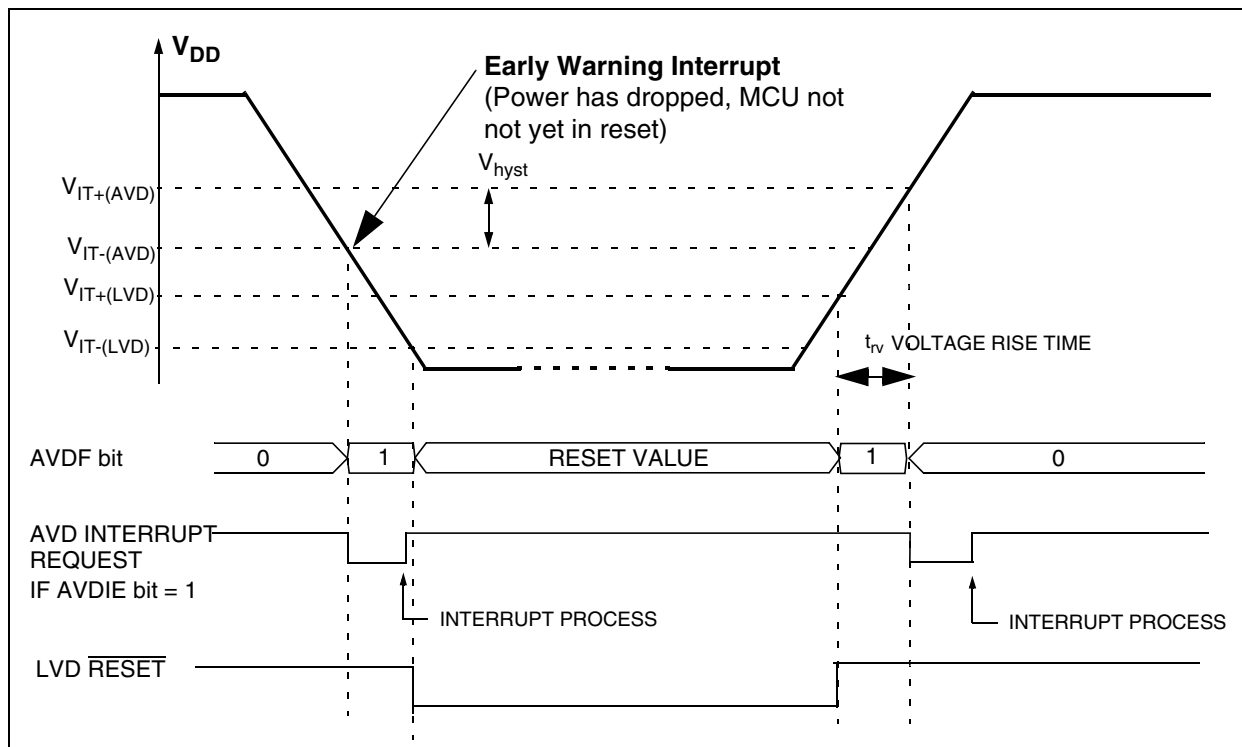 VDD
Early Warning Interrupt
(Power has dropped, MCU not
not yet in reset)
Vhyst
VIT+(AVD)
VIT-(AVD)
VIT+(LVD)
VIT-(LVD)
trv VOLTAGE RISE TIME
AVDF bit
0
1
RESET VALUE
1
0
AVD INTERRUPT
REQUEST
IF AVDIE bit = 1
INTERRUPT PROCESS
INTERRUPT PROCESS
LVD RESET